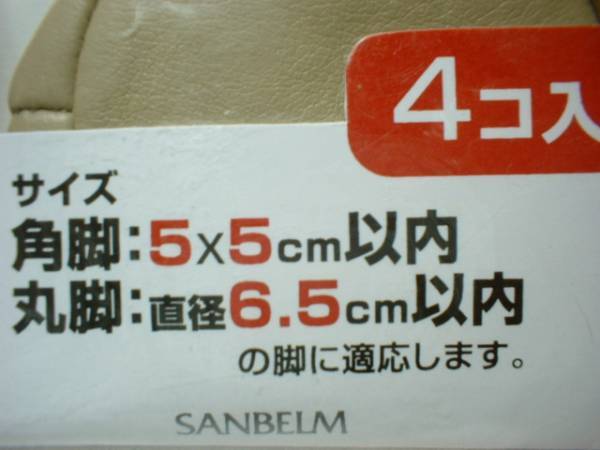 4コ入
サイズ
角脚:5×5cm以内
丸脚:直径6.5cm以内
の脚に適応します。
SANBELM